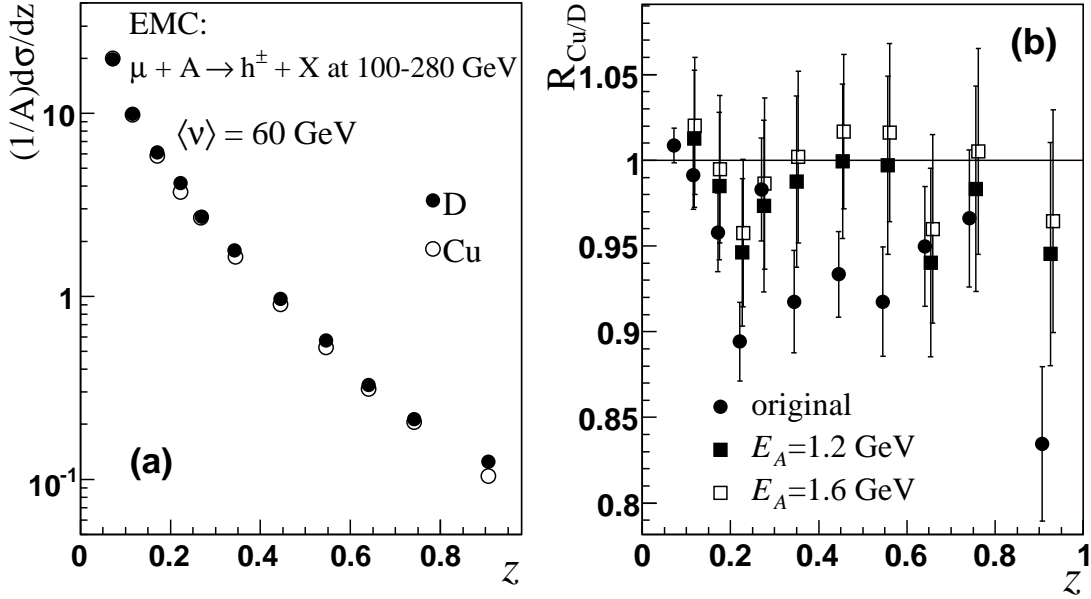 (1/A)dσ/dz
EMC:
μ + A → h± + X at 100-280 GeV
⟨ν⟩ = 60 GeV
D
Cu
(a)
10
1
10-1
0 0.2 0.4 0.6 0.8
z
R_Cu/D
(b)
1.05
1
0.95
0.9
0.85
0.8
original
E_A=1.2 GeV
E_A=1.6 GeV
0 0.2 0.4 0.6 0.8 1
z